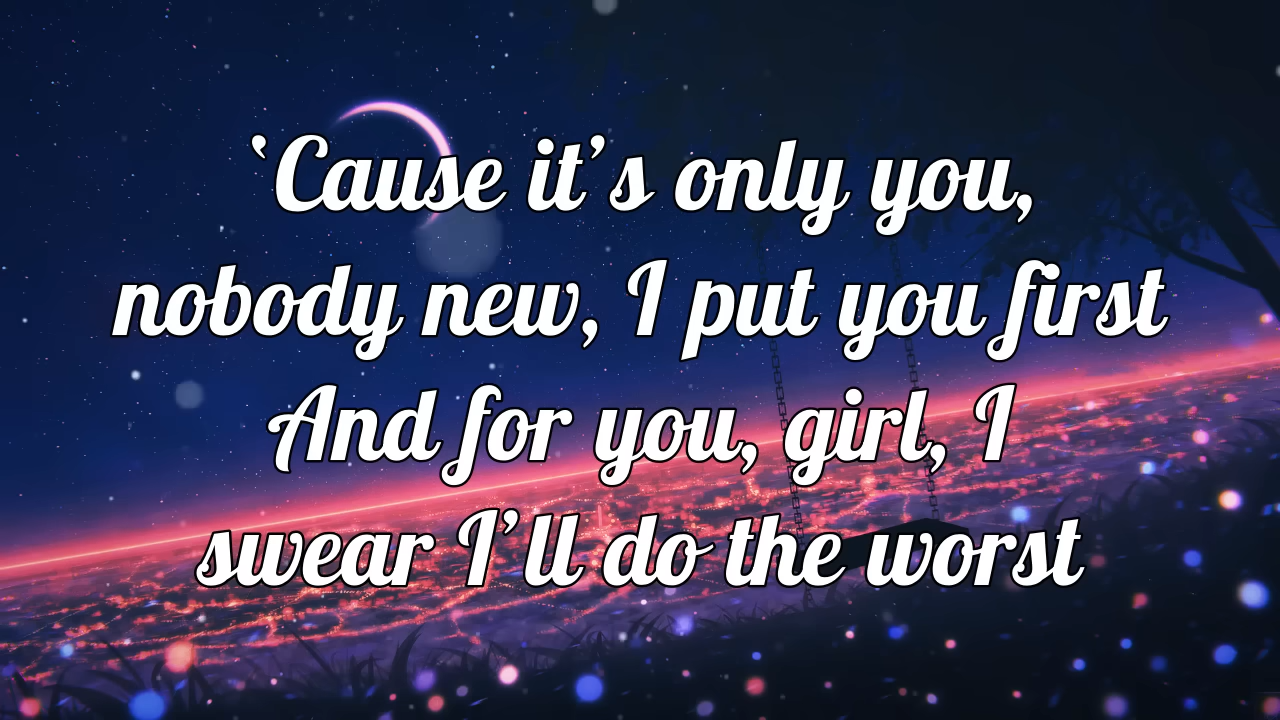 ‘Cause it’s only you,
nobody new, I put you first
And for you, girl, I
swear I’ll do the worst